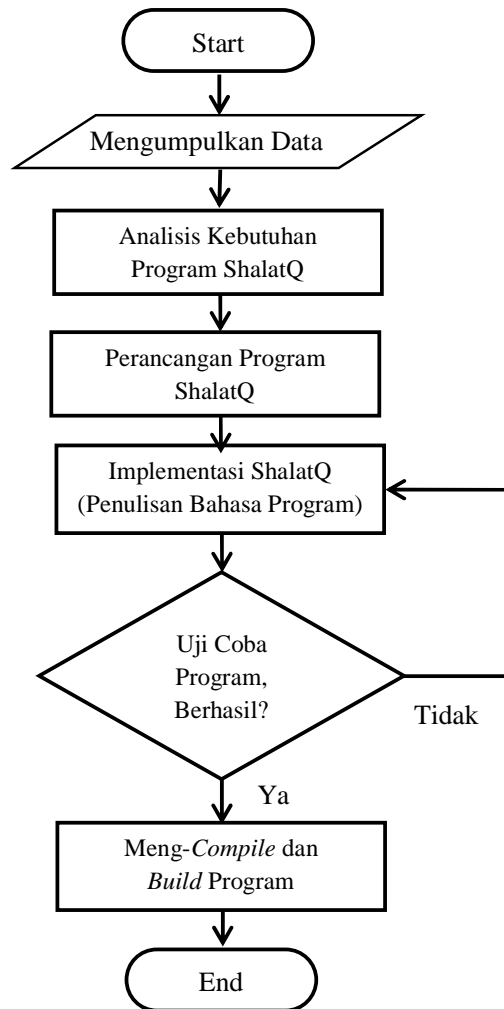 Start
Mengumpulkan Data
Analisis Kebutuhan
Program ShalatQ
Perancangan Program
ShalatQ
Implementasi ShalatQ
(Penulisan Bahasa Program)
Uji Coba
Program,
Berhasil?
Tidak
Ya
Meng-Compile dan
Build Program
End